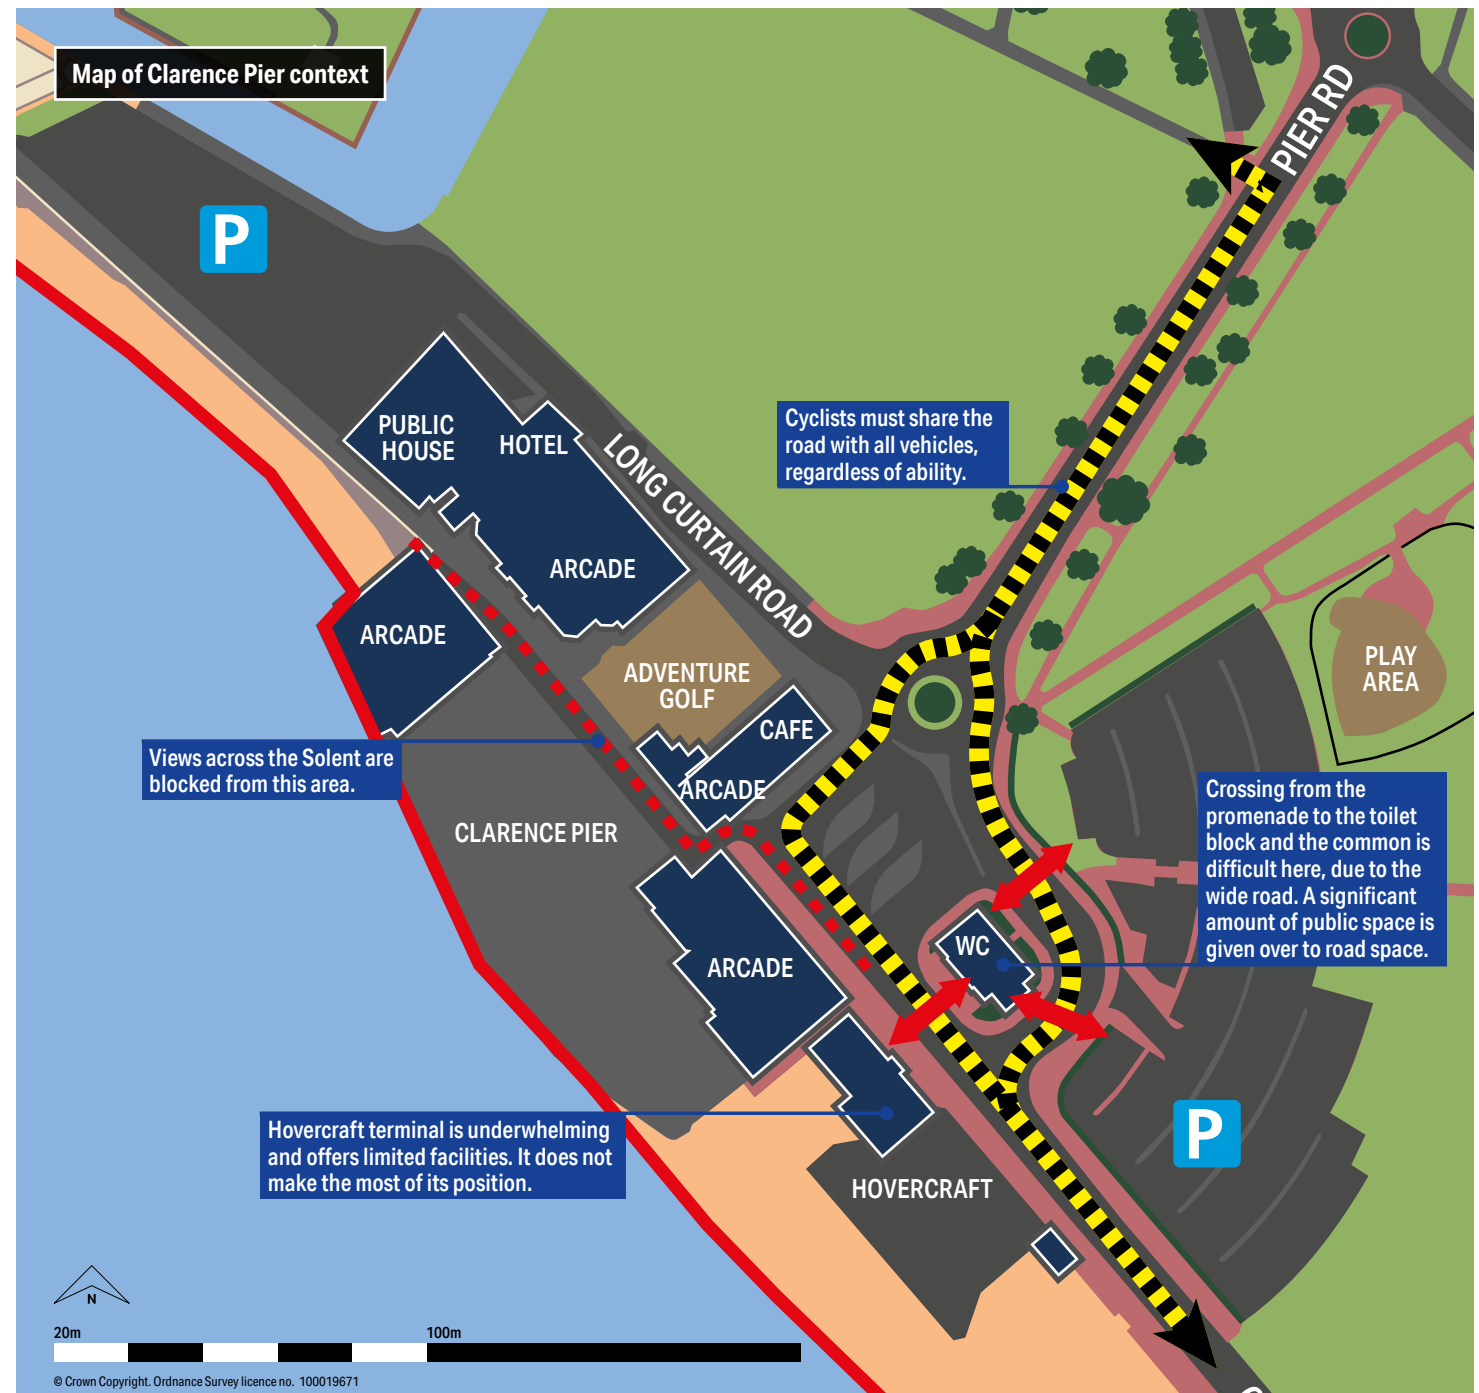 Map of Clarence Pier context
PIER RD
P
PUBLIC
HOUSE
HOTEL
LONG CURTAIN ROAD
Cyclists must share the
road with all vehicles,
regardless of ability.
ARCADE
ARCADE
ADVENTURE
GOLF
PLAY
AREA
CAFE
ARCADE
Views across the Solent are
blocked from this area.
CLARENCE PIER
Crossing from the
promenade to the toilet
block and the common is
difficult here, due to the
wide road. A significant
amount of public space is
given over to road space.
WC
ARCADE
Hovercraft terminal is underwhelming
and offers limited facilities. It does not
make the most of its position.
P
HOVERCRAFT
N
20m
100m
© Crown Copyright. Ordnance Survey licence no. 100019671